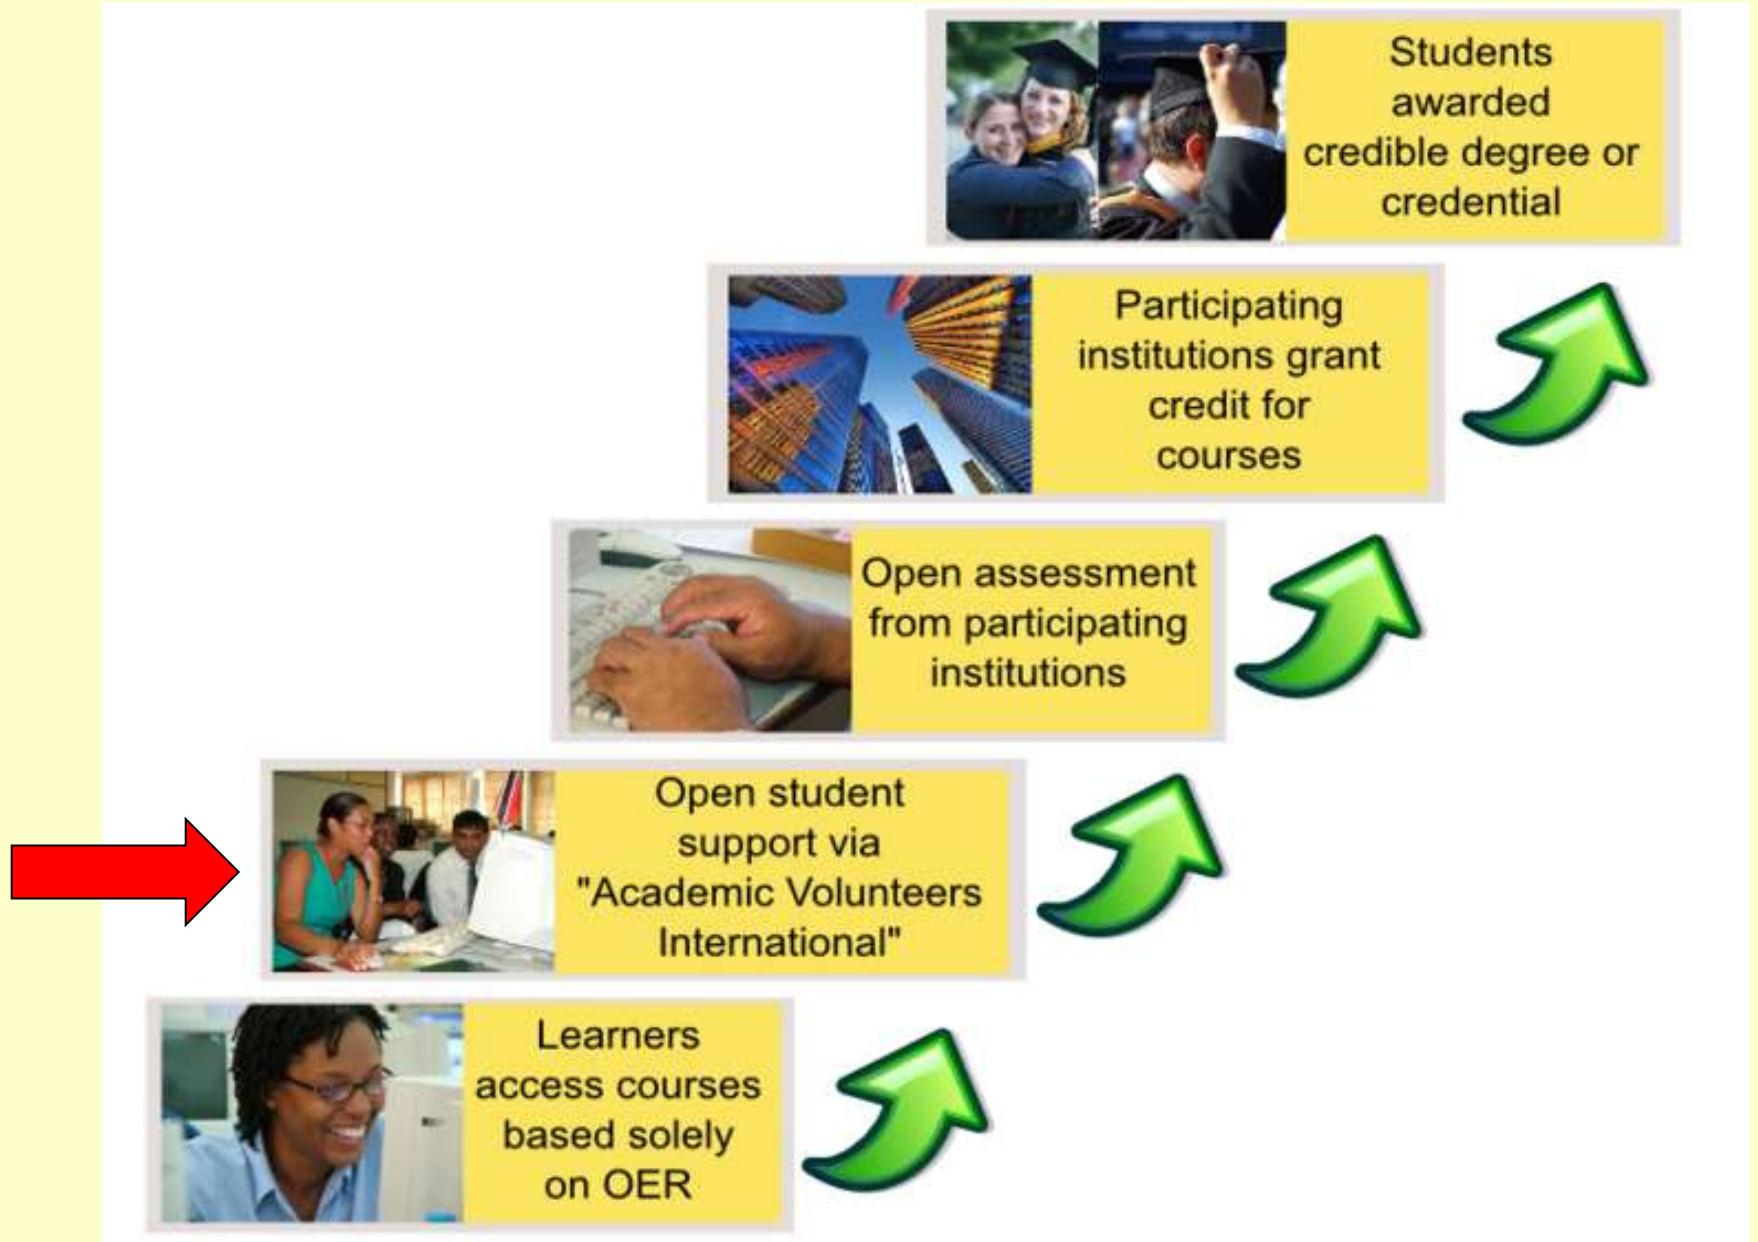 Students
awarded
credible degree or
credential
Participating
institutions grant
credit for
courses
Open assessment
from participating
institutions
Open student
support via
"Academic Volunteers
International"
Learners
access courses
based solely
on OER